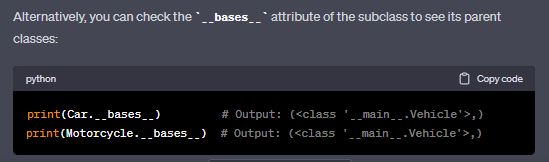 Alternatively, you can check the `__bases__` attribute of the subclass to see its parent
classes:
python Copy code
print(Car.__bases__) # Output: (<class '__main__.Vehicle'>,)
print(Motorcycle.__bases__) # Output: (<class '__main__.Vehicle'>,)